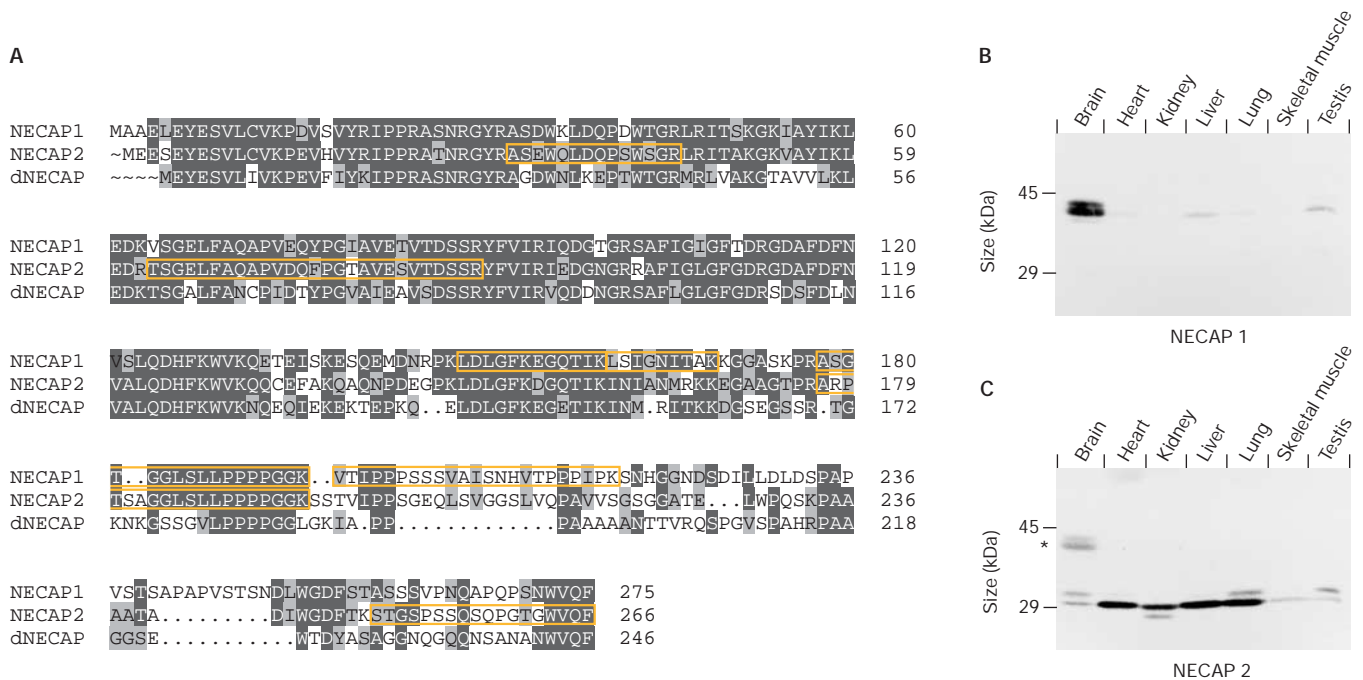 A
NECAP1 MAAELEYESVLCVKPDVSVYRIPPRASNRGYRASDWKLDQPDWTGRLRITSKGKIAYIKL 60
NECAP2 ~MEESEYESVLCVKPEVHVYRIPPRATNRGYRASEWQLDQPSWSGRLRITAKGKVAYIKL 59
dNECAP ~~~~MEYESVLIVKPEVFIYKIPPRASNRGYRAGDWNLKEPTWTGRMRLVAKGTAVVLKL 56
NECAP1 EDKVSGELFAQAPVEQYPGIAVETVTDSSRYFVIRIQDGTGRSAFIGIGFTDRGDAFDFN 120
NECAP2 EDRTSGELFAQAPVDQFPGTAVESVTDSSRYFVIRIEDGNGRRAFIGLGFGDRGDAFDFN 119
dNECAP EDKTSGALFANCPIDTYPGVAIEAVSDSSRYFVIRVQDDNGRSAFLGLGFGDRSDSFDLN 116
NECAP1 VSLQDHFKWVKQETEISKESQEMDNRPKLDLGFKEGQTIKLSIGNITAKKGGASKPRASG 180
NECAP2 VALQDHFKWVKQQCEFAKQAQNPDEGPKLDLGFKDGQTIKINIANMRKKEGAAGTPRARP 179
dNECAP VALQDHFKWVKNQEQIEKEKTEPKQ..ELDLGFKEGETIKINM.RITKKDGSEGSSR.TG 172
NECAP1 T..GGLSLLPPPPGGK..VTIPPPSSSVAISNHVTPPPIPKSNHGGNDSDILLDLDSPAP 236
NECAP2 TSAGGLSLLPPPPGGKSSTVIPPSGEQLSVGGSLVQPAVVSGSGGATE...LWPQSKPAA 236
dNECAP KNKGSSGVLPPPPGGLGKIA.PP.............PAAAAANTTVRQSPGVSPAHRPAA 218
NECAP1 VSTSAPAPVSTSNDLWGDFSTASSSVPNQAPQPSNWVQF 275
NECAP2 AATA.........DIWGDFTKSTGSPSSQSQPGTGWVQF 266
dNECAP GGSE..........WTDYASAGGNQGQQNSANANWVQF 246
B
Brain Heart Kidney Liver Lung Skeletal muscle Testis
Size (kDa)
45
29
NECAP 1
C
Brain Heart Kidney Liver Lung Skeletal muscle Testis
Size (kDa)
45
*
29
NECAP 2